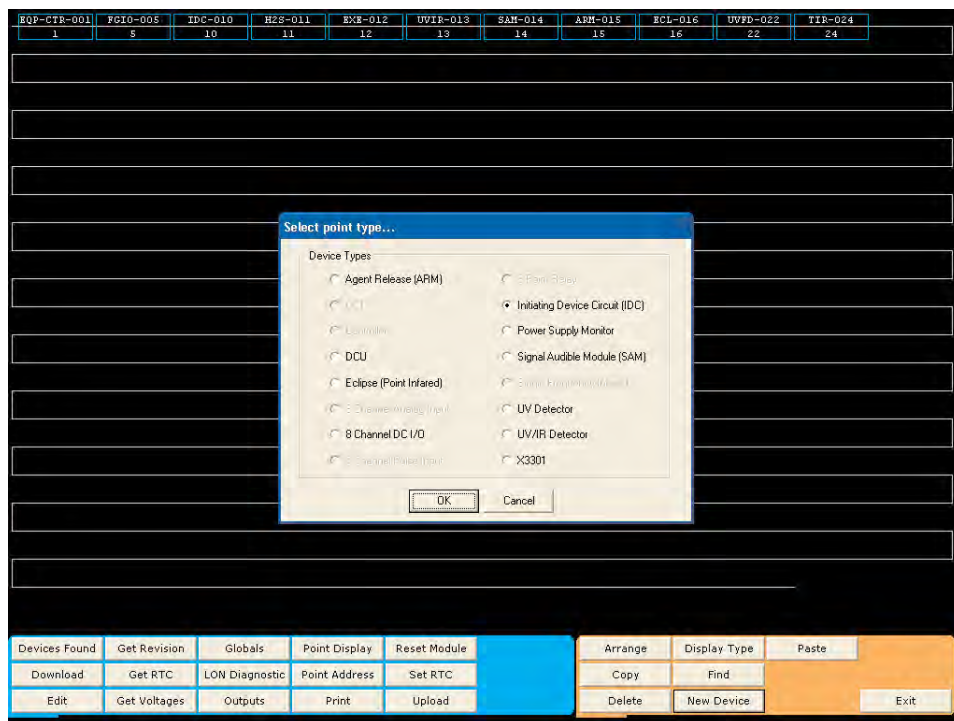 EQP-CTR-001 FGIO-005 IDC-010 H2S-011 EXE-012 UVIR-013 SAM-014 ARM-015 ECL-016 UVFD-022 TIR-024
1 5 10 11 12 13 14 15 16 22 24
Select point type...
Device Types
Agent Release (ARM)
Initiating Device Circuit (IDC)
Power Supply Monitor
DCU Signal Audible Module (SAM)
Eclipse (Point Infared)
UV Detector
8 Channel DC I/O UV/IR Detector
X3301
OK Cancel
Devices Found Get Revision Globals Point Display Reset Module Arrange Display Type Paste
Download Get RTC LON Diagnostic Point Address Set RTC Copy Find
Edit Get Voltages Outputs Print Upload Delete New Device Exit